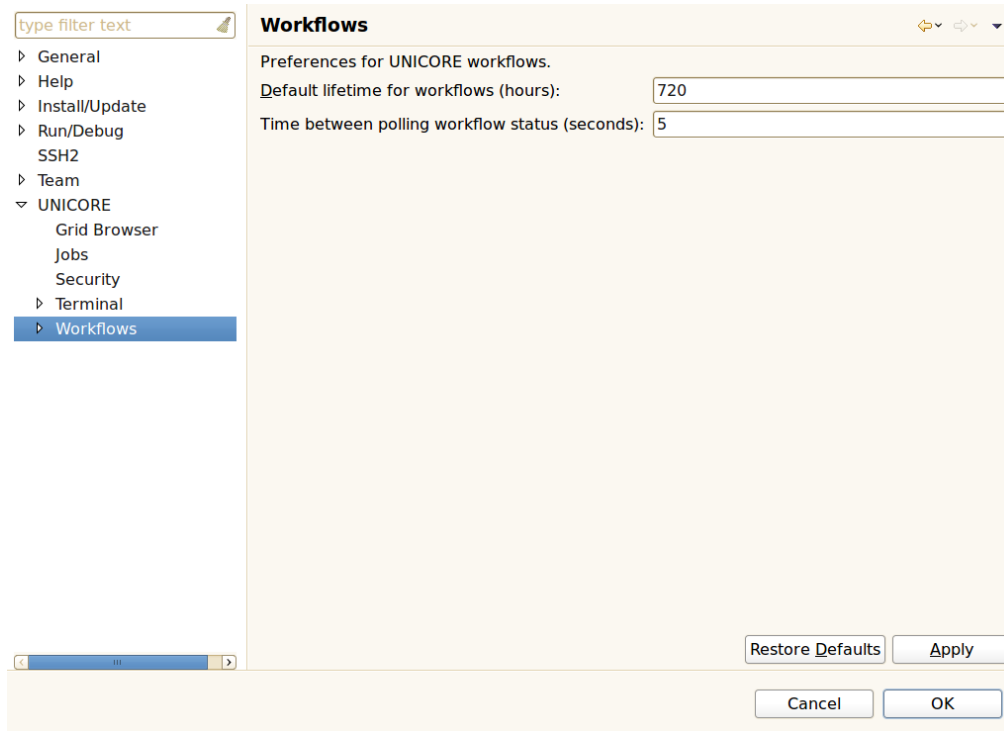 type filter text
General
Help
Install/Update
Run/Debug
SSH2
Team
UNICORE
Grid Browser
Jobs
Security
Terminal
Workflows
Workflows
Preferences for UNICORE workflows.
Default lifetime for workflows (hours): 720
Time between polling workflow status (seconds): 5
Restore Defaults Apply
Cancel OK